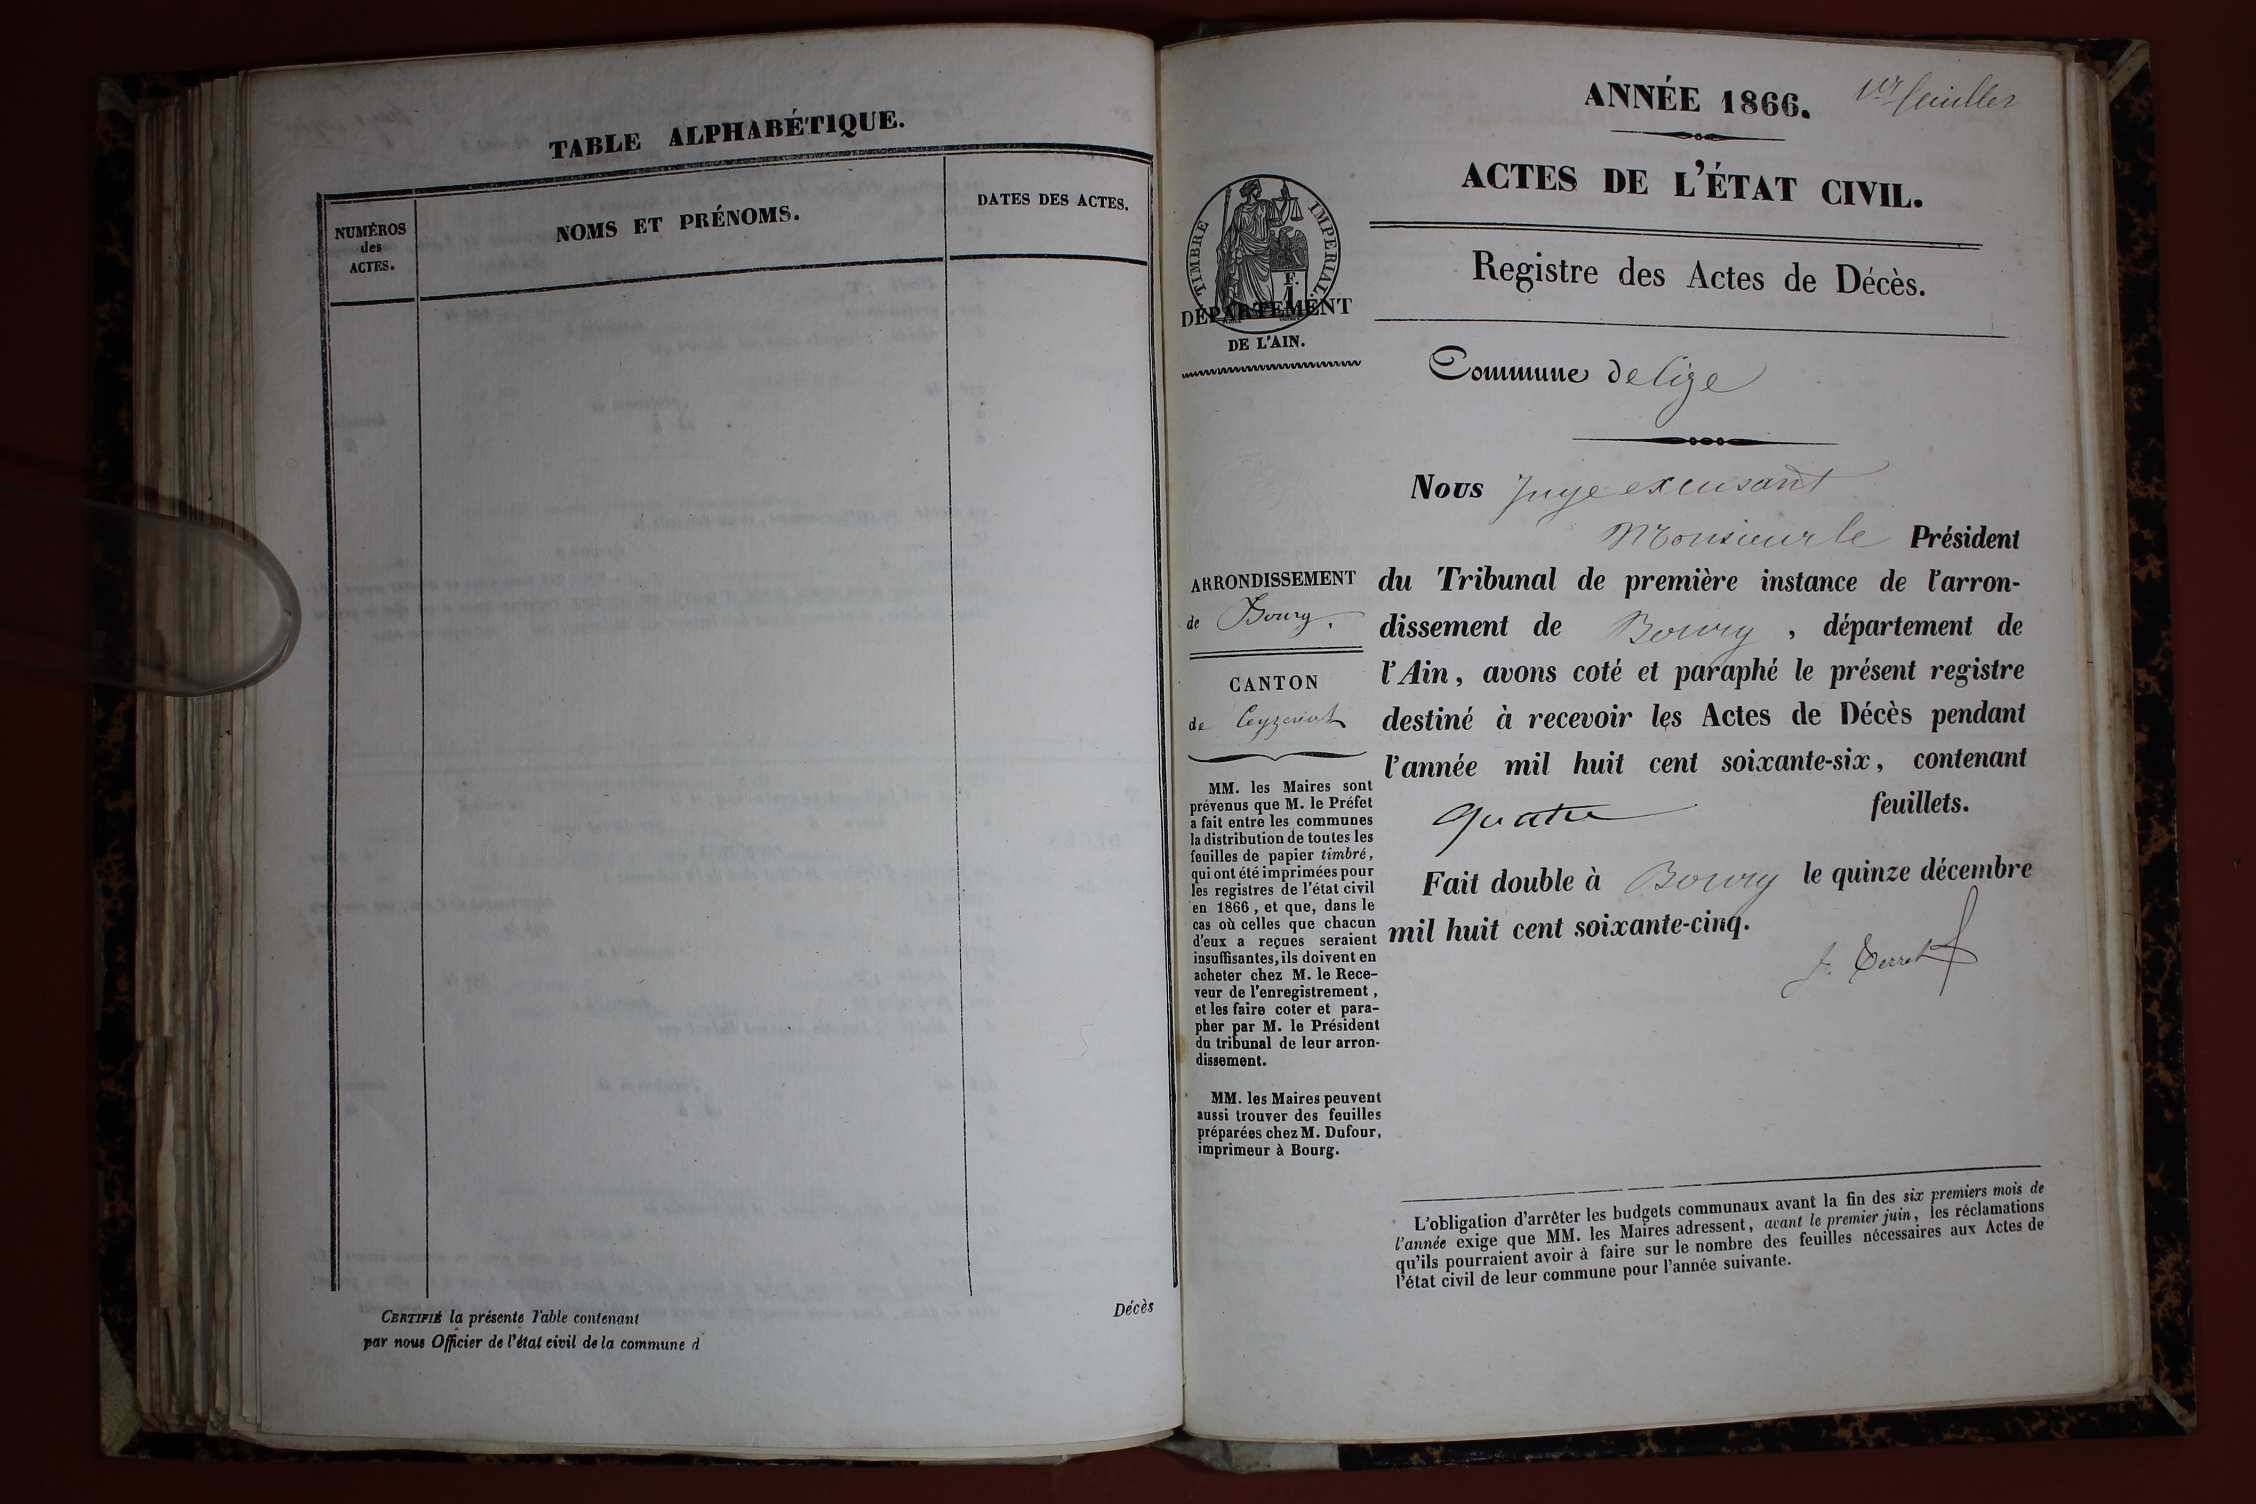 TABLE ALPHABÉTIQUE.
NUMÉROS
des
ACTES.
NOMS ET PRÉNOMS.
DATES DES ACTES.
CERTIFIÉ la présente Table contenant
par nous Officier de l'état civil de la commune d
Décès
ANNÉE 1866.
1er feuillet
ACTES DE L'ÉTAT CIVIL.
Registre des Actes de Décès.
TIMBRE IMPERIAL
F.
1
DÉPARTEMENT
DE L'AIN.
Commune de Cize
Nous Juge excusant
Monsieur le Président
du Tribunal de première instance de l'arron-
dissement de Bourg, département de
l'Ain, avons coté et paraphé le présent registre
destiné à recevoir les Actes de Décès pendant
l'année mil huit cent soixante-six, contenant
quatre feuillets.
Fait double à Bourg le quinze décembre
mil huit cent soixante-cinq.
ARRONDISSEMENT
de Bourg.
CANTON
de Ceyzeriat
MM. les Maires sont
prévenus que M. le Préfet
a fait entre les communes
la distribution de toutes les
feuilles de papier timbré,
qui ont été imprimées pour
les registres de l'état civil
en 1866, et que, dans le
cas où celles que chacun
d'eux a reçues seraient
insuffisantes, ils doivent en
acheter chez M. le Rece-
veur de l'enregistrement,
et les faire coter et para-
pher par M. le Président
du tribunal de leur arron-
dissement.
MM. les Maires peuvent
aussi trouver des feuilles
préparées chez M. Dufour,
imprimeur à Bourg.
L'obligation d'arrêter les budgets communaux avant la fin des six premiers mois de
l'année exige que MM. les Maires adressent, avant le premier juin, les réclamations
qu'ils pourraient avoir à faire sur le nombre des feuilles nécessaires aux Actes de
l'état civil de leur commune pour l'année suivante.